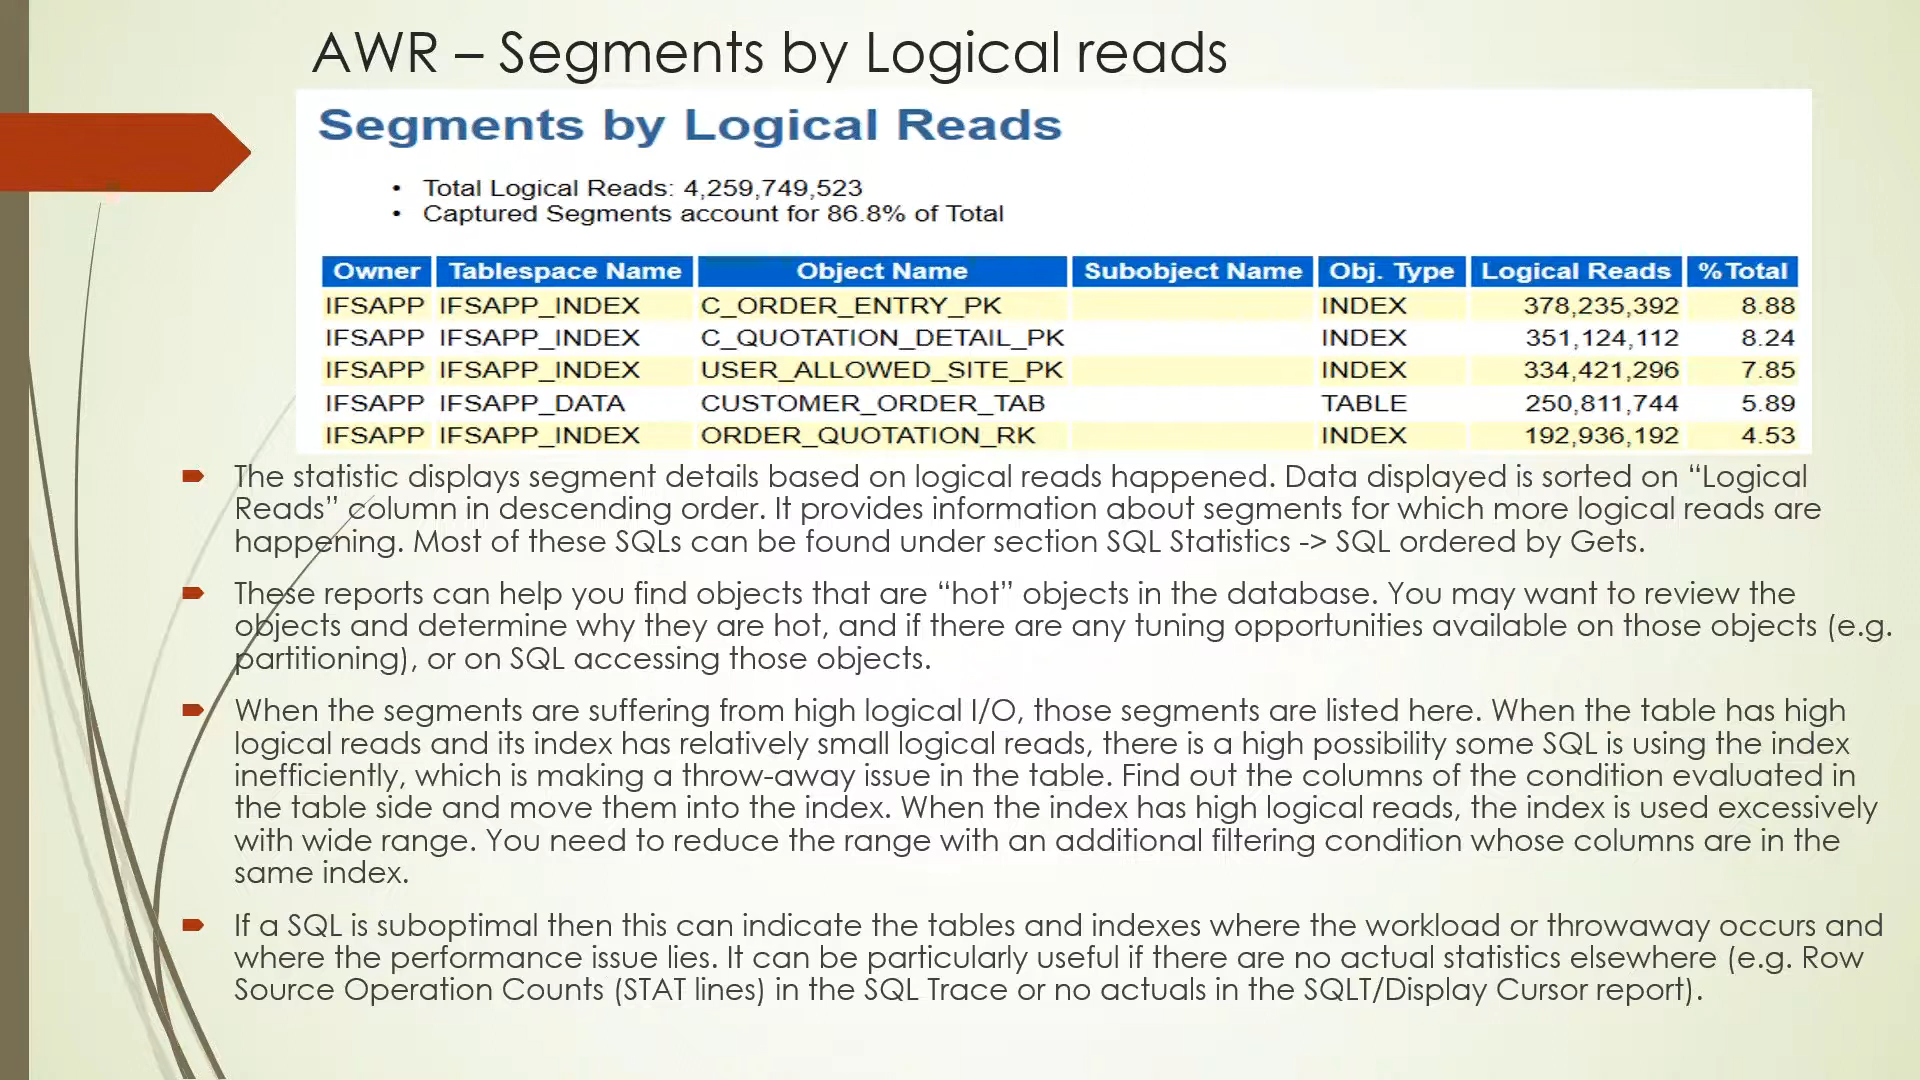 AWR – Segments by Logical reads
Segments by Logical Reads
• Total Logical Reads: 4,259,749,523
• Captured Segments account for 86.8% of Total
Owner Tablespace Name Object Name Subobject Name Obj. Type Logical Reads %Total
IFSAPP IFSAPP_INDEX C_ORDER_ENTRY_PK INDEX 378,235,392 8.88
IFSAPP IFSAPP_INDEX C_QUOTATION_DETAIL_PK INDEX 351,124,112 8.24
IFSAPP IFSAPP_INDEX USER_ALLOWED_SITE_PK INDEX 334,421,296 7.85
IFSAPP IFSAPP_DATA CUSTOMER_ORDER_TAB TABLE 250,811,744 5.89
IFSAPP IFSAPP_INDEX ORDER_QUOTATION_RK INDEX 192,936,192 4.53
The statistic displays segment details based on logical reads happened. Data displayed is sorted on “Logical
Reads” column in descending order. It provides information about segments for which more logical reads are
happening. Most of these SQLs can be found under section SQL Statistics -> SQL ordered by Gets.
These reports can help you find objects that are “hot” objects in the database. You may want to review the
objects and determine why they are hot, and if there are any tuning opportunities available on those objects (e.g.
partitioning), or on SQL accessing those objects.
When the segments are suffering from high logical I/O, those segments are listed here. When the table has high
logical reads and its index has relatively small logical reads, there is a high possibility some SQL is using the index
inefficiently, which is making a throw-away issue in the table. Find out the columns of the condition evaluated in
the table side and move them into the index. When the index has high logical reads, the index is used excessively
with wide range. You need to reduce the range with an additional filtering condition whose columns are in the
same index.
If a SQL is suboptimal then this can indicate the tables and indexes where the workload or throwaway occurs and
where the performance issue lies. It can be particularly useful if there are no actual statistics elsewhere (e.g. Row
Source Operation Counts (STAT lines) in the SQL Trace or no actuals in the SQLT/Display Cursor report).